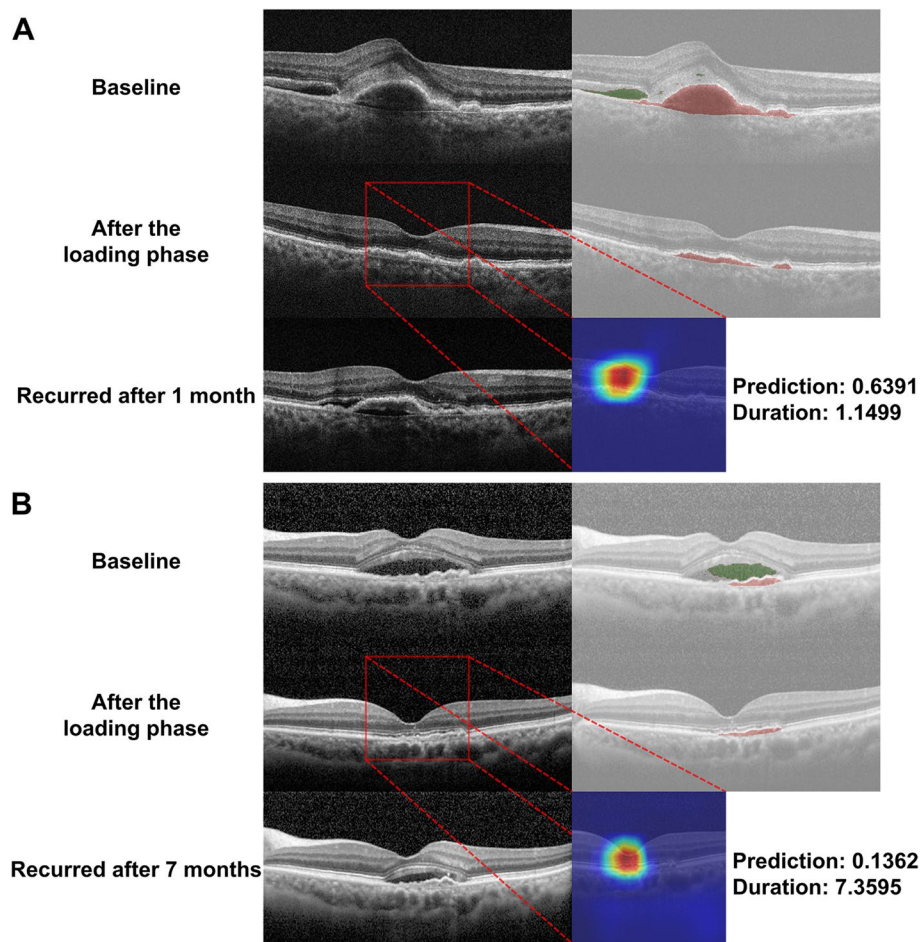 A
Baseline
After the
loading phase
Recurred after 1 month
Prediction: 0.6391
Duration: 1.1499
B
Baseline
After the
loading phase
Recurred after 7 months
Prediction: 0.1362
Duration: 7.3595